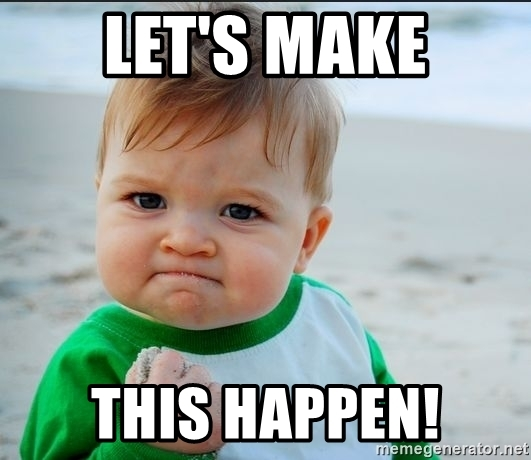 LET'S MAKE
THIS HAPPEN!
memegenerator.net